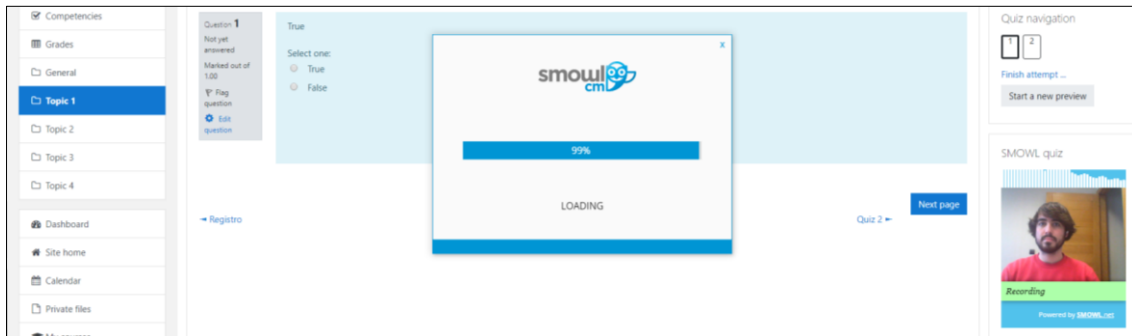 Competencies
Grades
General
Topic 1
Topic 2
Topic 3
Topic 4
Dashboard
Site home
Calendar
Private files
Question 1
Not yet
answered
Marked out of
1.00
Flag
question
Edit
question
True
Select one:
True
False
◄ Registro
x
smowl
cm
99%
LOADING
Quiz 2 ►
Next page
Quiz navigation
1 2
Finish attempt ...
Start a new preview
SMOWL quiz
Recording
Powered by SMOWL.net